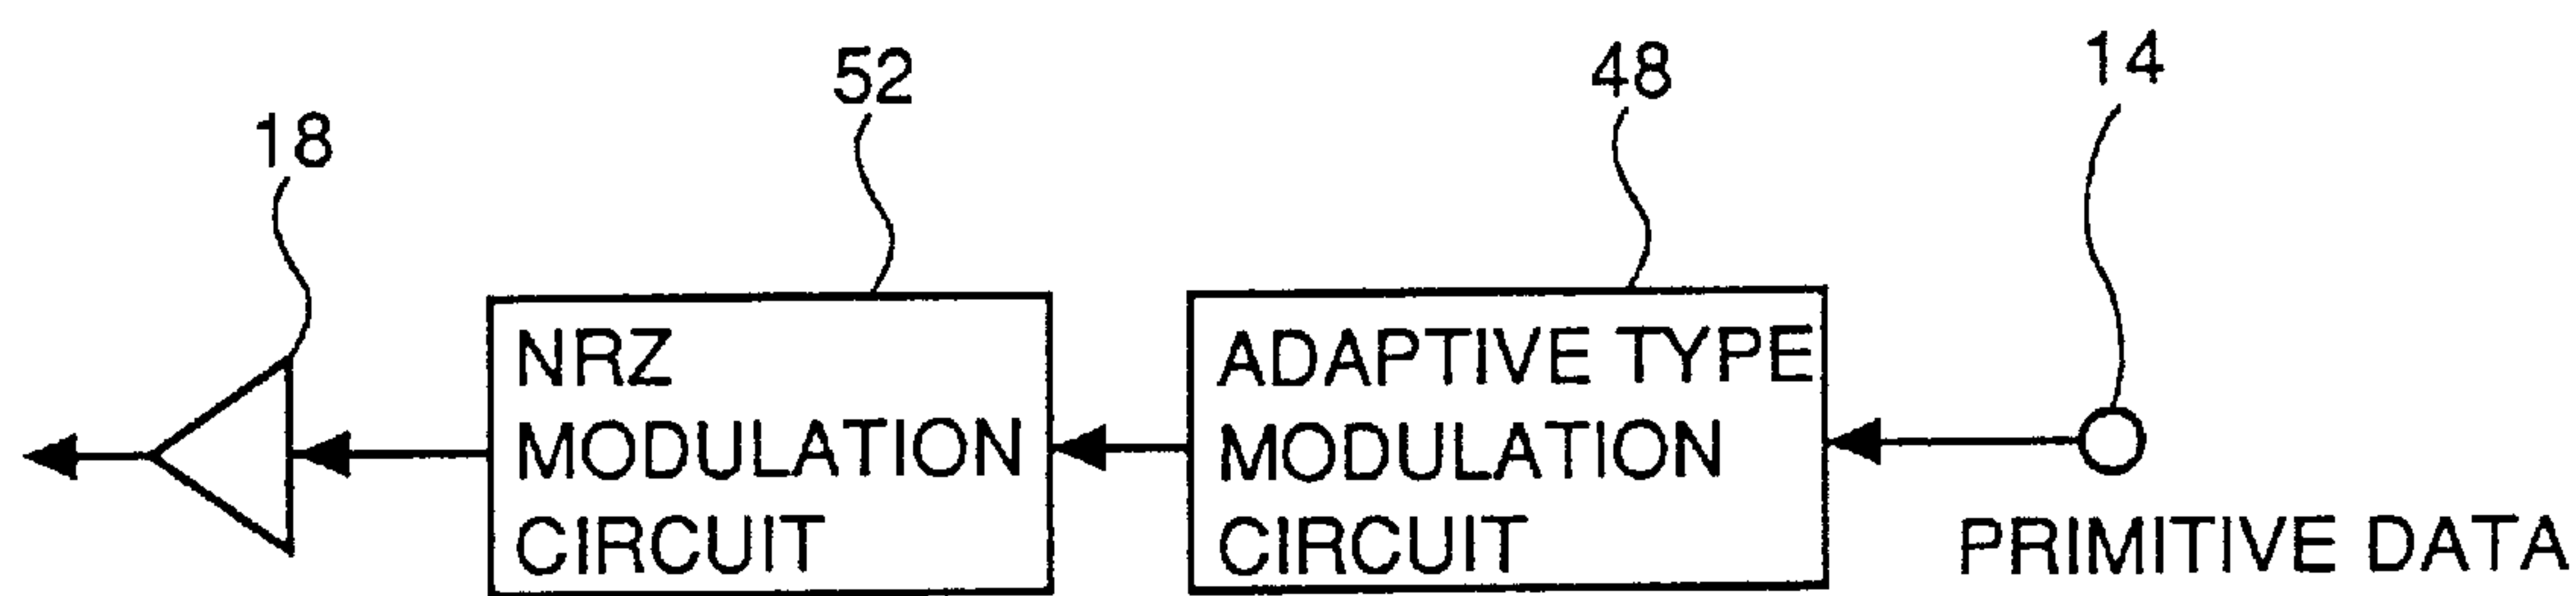 14
48
52
18
NRZ
MODULATION
CIRCUIT
ADAPTIVE TYPE
MODULATION
CIRCUIT
PRIMITIVE DATA